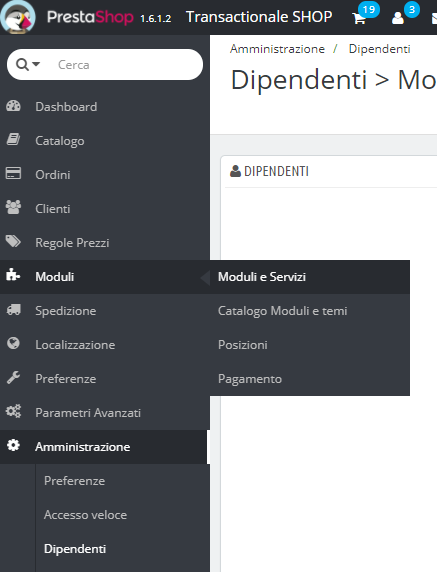 PrestaShop 1.6.1.2 Transactionale SHOP 19 3
Cerca
Amministrazione / Dipendenti
Dipendenti > Mo
Dashboard
Catalogo
Ordini
Clienti
Regole Prezzi
Moduli
Spedizione
Localizzazione
Preferenze
Parametri Avanzati
Amministrazione
Preferenze
Accesso veloce
Dipendenti
DIPENDENTI
Moduli e Servizi
Catalogo Moduli e temi
Posizioni
Pagamento